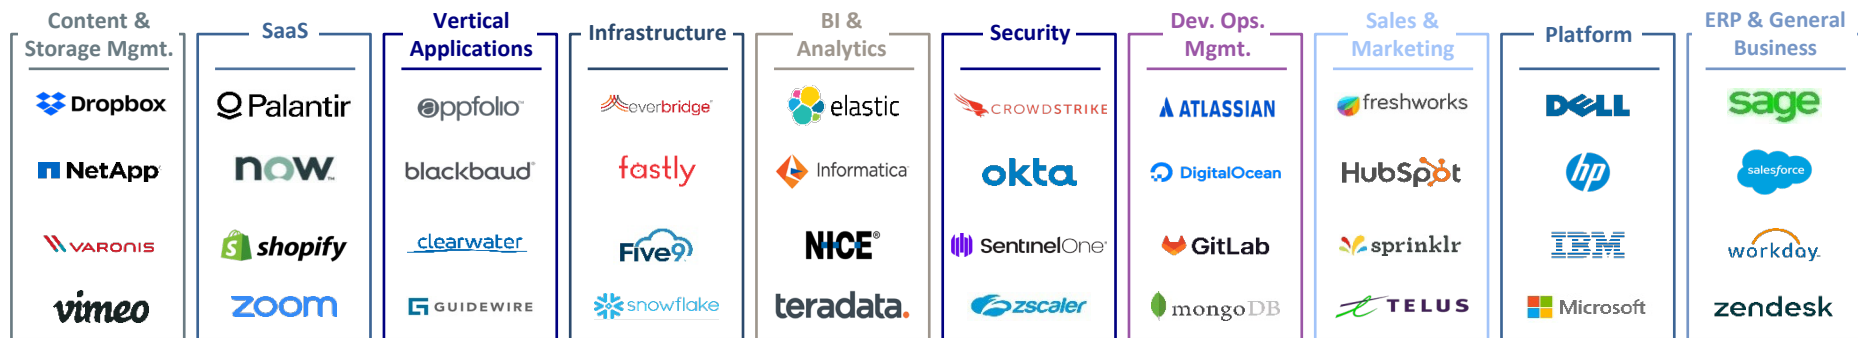 Content &
Storage Mgmt.
Dropbox
NetApp
VARONIS
vimeo
SaaS
Palantir
now
shopify
zoom
Vertical
Applications
appfolio
blackbaud
clearwater
GUIDEWIRE
Infrastructure
everbridge
fastly
Five9
snowflake
BI &
Analytics
elastic
Informatica
NICE®
teradata.
Security
CROWDSTRIKE
okta
SentinelOne
zscaler
Dev. Ops.
Mgmt.
ATLASSIAN
DigitalOcean
GitLab
mongoDB
Sales &
Marketing
freshworks
HubSpot
sprinklr
TELUS
Platform
DELL
hp
IBM
Microsoft
ERP & General
Business
sage
salesforce
workday
zendesk